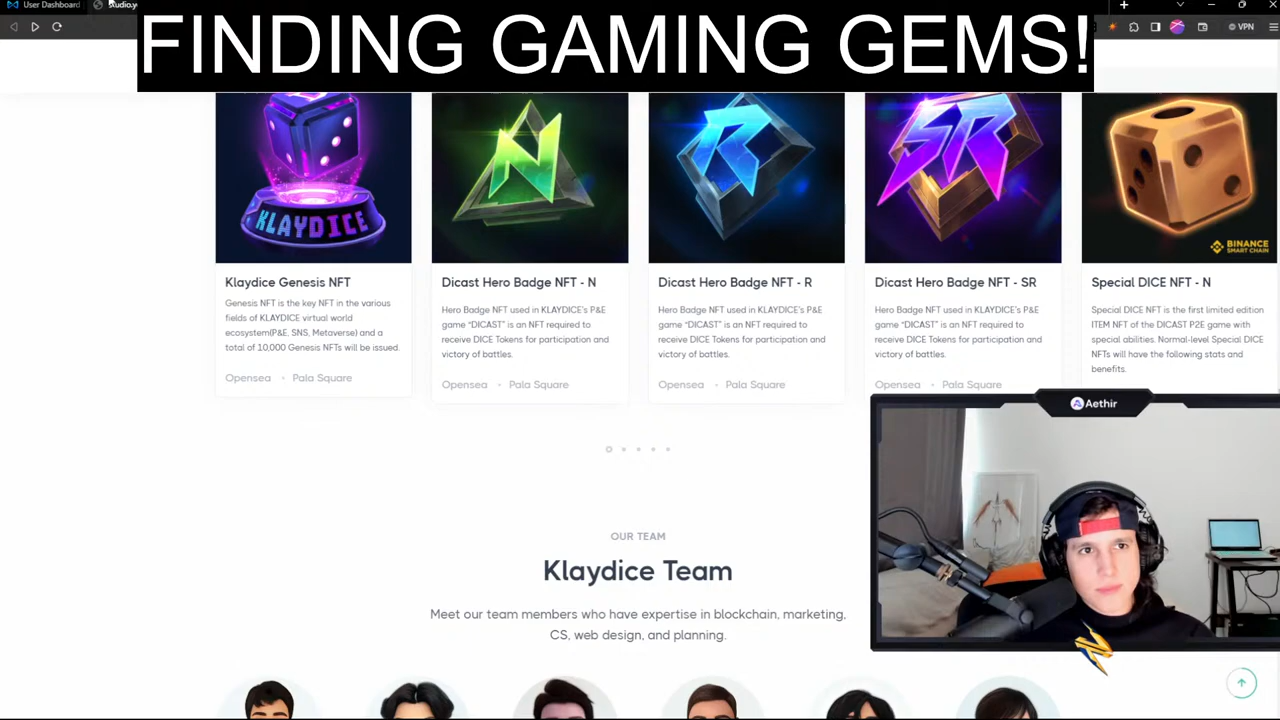 User Dashboard
Audio.yo
FINDING GAMING GEMS!
VPN
KLAYDICE
N
R
SR
BINANCE
SMART CHAIN
Klaydice Genesis NFT
Genesis NFT is the key NFT in the various
fields of KLAYDICE virtual world
ecosystem(P&E, SNS, Metaverse) and a
total of 10,000 Genesis NFTs will be issued.
Opensea • Pala Square
Dicast Hero Badge NFT - N
Hero Badge NFT used in KLAYDICE's P&E
game “DICAST” is an NFT required to
receive DICE Tokens for participation and
victory of battles.
Opensea • Pala Square
Dicast Hero Badge NFT - R
Hero Badge NFT used in KLAYDICE's P&E
game “DICAST” is an NFT required to
receive DICE Tokens for participation and
victory of battles.
Opensea • Pala Square
Dicast Hero Badge NFT - SR
Hero Badge NFT used in KLAYDICE's P&E
game “DICAST” is an NFT required to
receive DICE Tokens for participation and
victory of battles.
Opensea • Pala Square
Special DICE NFT - N
Special DICE NFT is the first limited edition
ITEM NFT of the DICAST P2E game with
special abilities. Normal-level Special DICE
NFTs will have the following stats and
benefits.
Aethir
OUR TEAM
Klaydice Team
Meet our team members who have expertise in blockchain, marketing,
CS, web design, and planning.